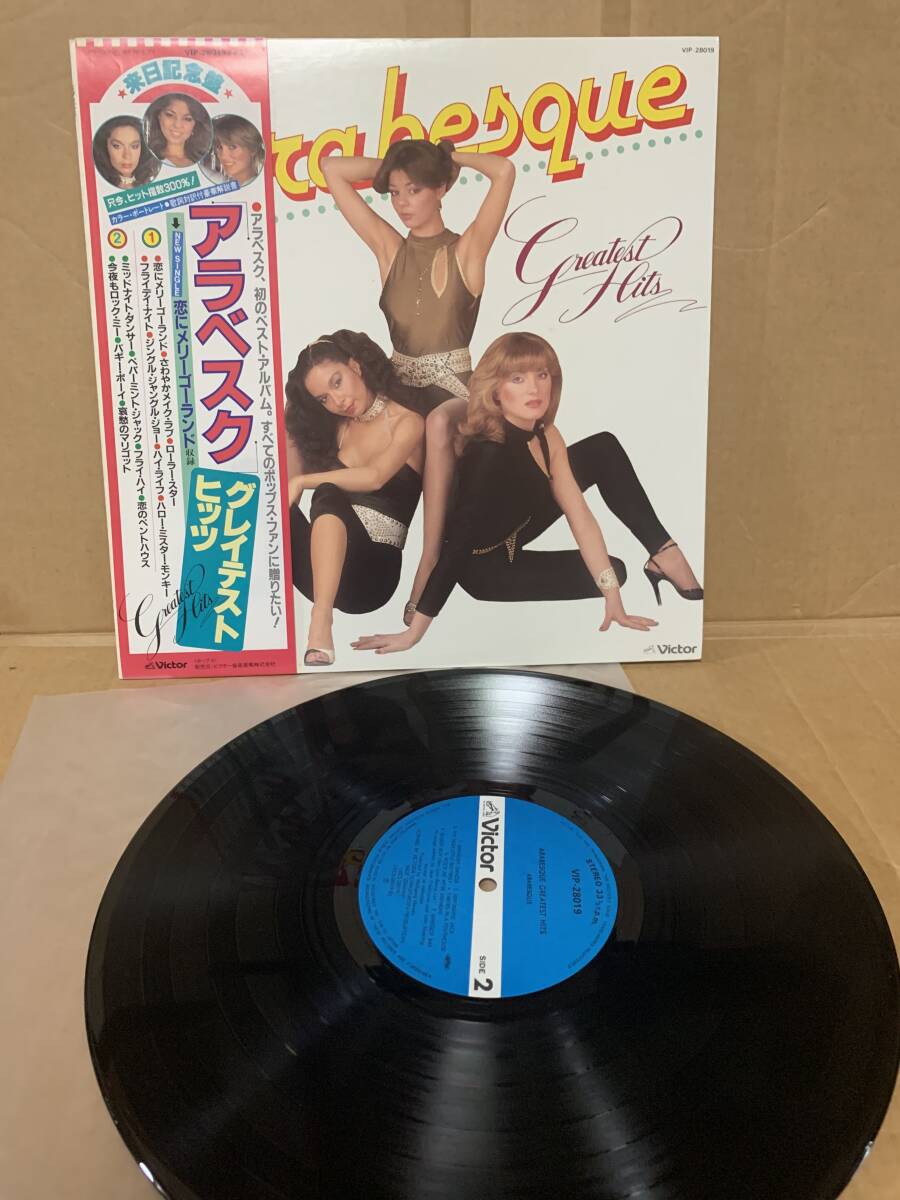 VIP-28019
★来日記念盤★
只今、ヒット指数300%!
カラー・ポートレート●歌詞対訳付豪華解説書
●アラベスク、初のベスト・アルバム。すべてのポップス・ファンに贈りたい!
アラベスク
グレイテスト
ヒッツ
NEW SINGLE 恋にメリーゴーランド 収録
1
●恋にメリーゴーランド●さわやかメイク・ラブ●ローラー・スター
●フライデイ・ナイト●ジングル・ジャングル・ジョー●ハイ・ライフ●ハロー・ミスター・モンキー
2
●ミッドナイト・ダンサー●ペパーミント・ジャック●フライ・ハイ●恋のペントハウス
●今夜もロック・ミー●バギー・ボーイ●哀愁のマリゴット
Greatest
Hits
Victor
VIP 28019
rabesque
Greatest
Hits
Victor
Victor
SIDE 2
STEREO 33 1/3 r.p.m.
VIP-28019
ARABESQUE GREATEST HITS
ARABESQUE